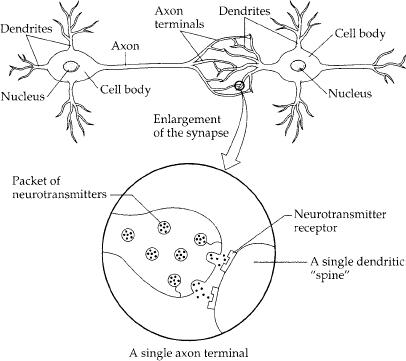 Dendrites
Axon
Axon
terminals
Dendrites
Cell body
Nucleus
Cell body
Nucleus
Enlargement
of the synapse
Packet of
neurotransmitters
Neurotransmitter
receptor
A single dendritic
"spine"
A single axon terminal